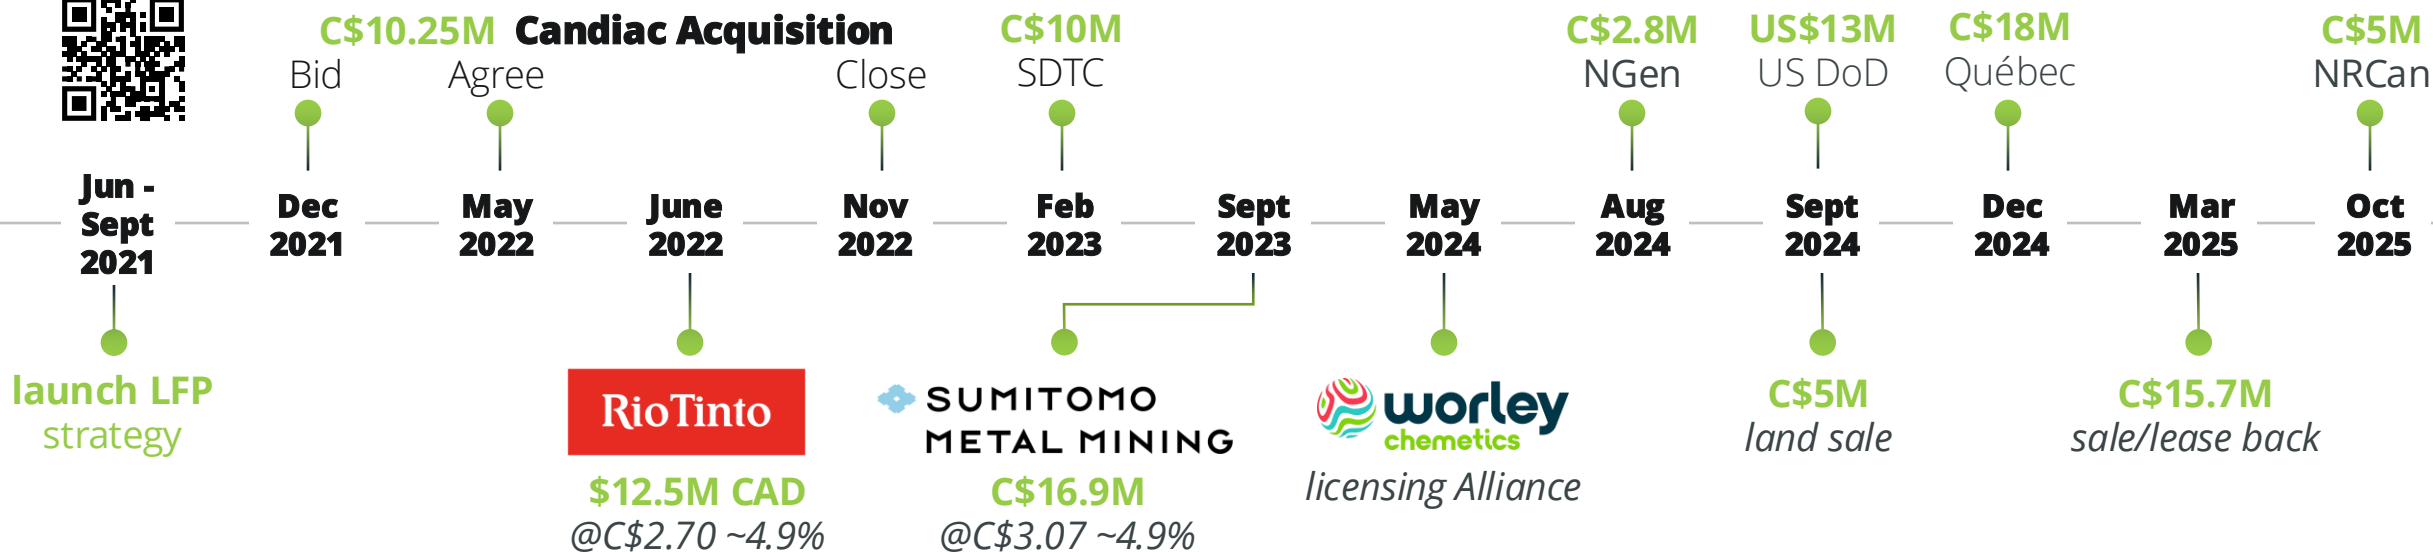 C$10.25M Candiac Acquisition
Bid
Agree
Close
C$10M
SDTC
C$2.8M
NGen
US$13M
US DoD
C$18M
Québec
C$5M
NRCan
Jun -
Sept
2021
Dec
2021
May
2022
June
2022
Nov
2022
Feb
2023
Sept
2023
May
2024
Aug
2024
Sept
2024
Dec
2024
Mar
2025
Oct
2025
launch LFP
strategy
RioTinto
$12.5M CAD
@C$2.70 ~4.9%
SUMITOMO
METAL MINING
C$16.9M
@C$3.07 ~4.9%
worley
chemetics
licensing Alliance
C$5M
land sale
C$15.7M
sale/lease back